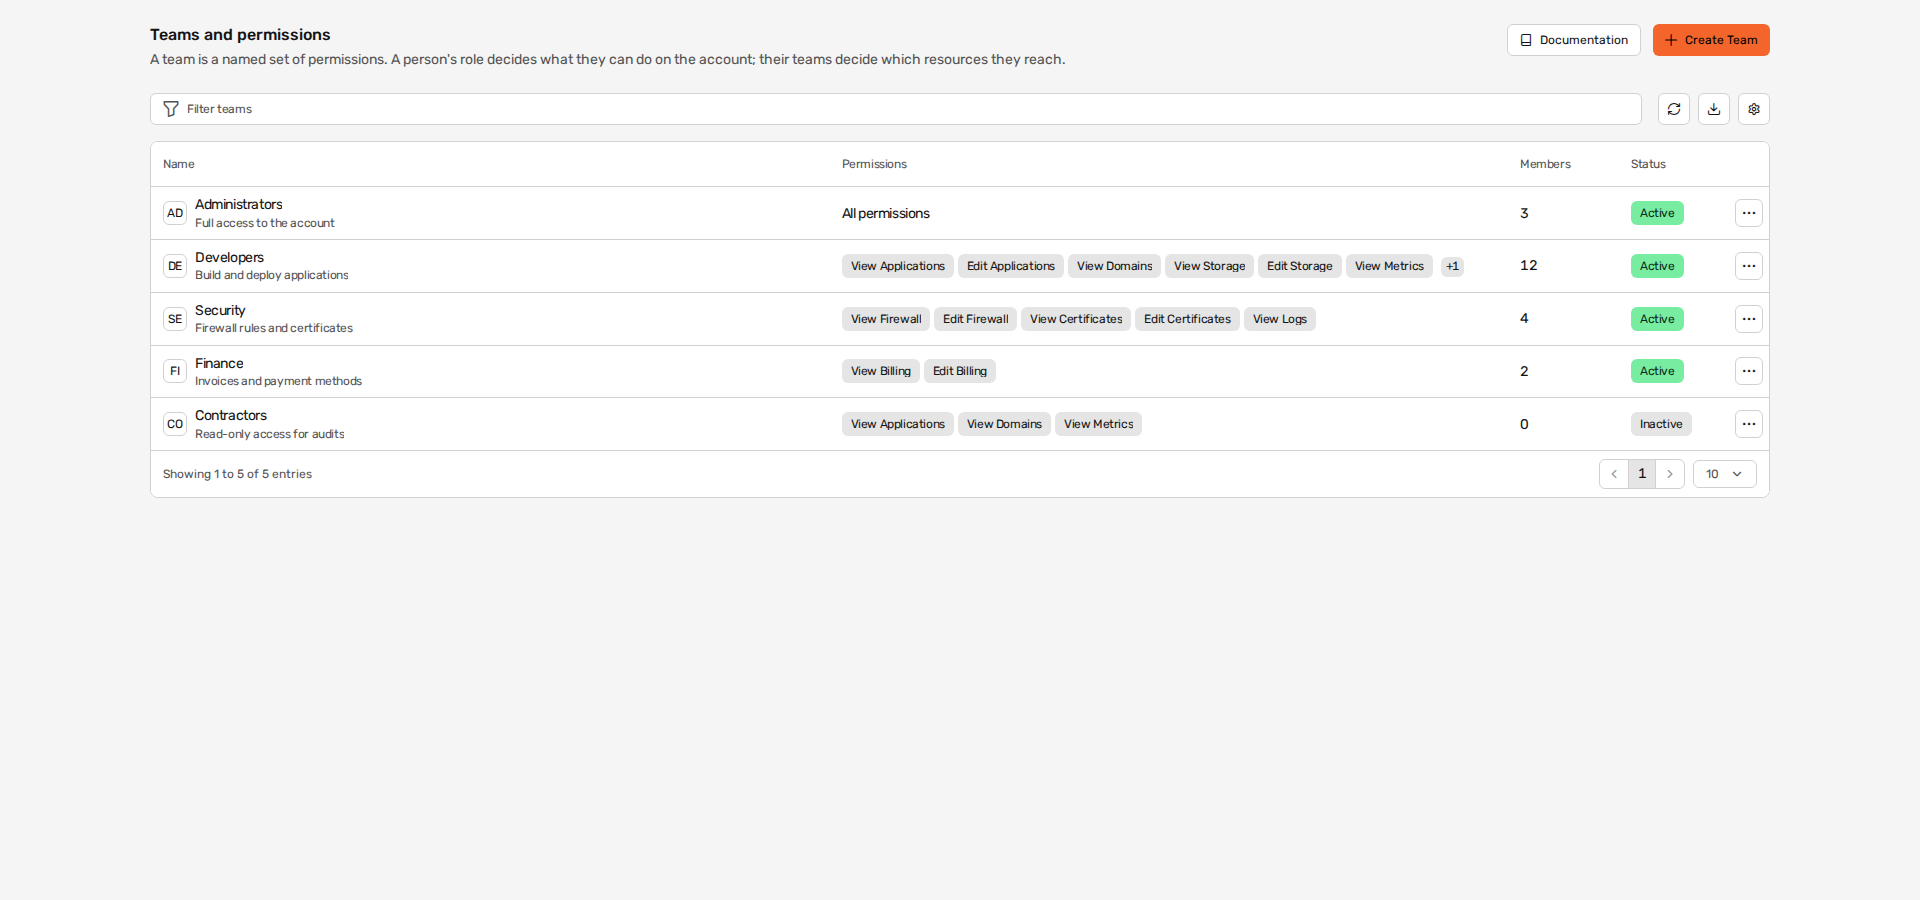 Teams and permissions
A team is a named set of permissions. A person's role decides what they can do on the account; their teams decide which resources they reach.
Documentation
Create Team
Filter teams
Name Permissions Members Status
AD Administrators All permissions 3 Active
Full access to the account
DE Developers View Applications Edit Applications View Domains View Storage Edit Storage View Metrics +1 12 Active
Build and deploy applications
SE Security View Firewall Edit Firewall View Certificates Edit Certificates View Logs 4 Active
Firewall rules and certificates
FI Finance View Billing Edit Billing 2 Active
Invoices and payment methods
CO Contractors View Applications View Domains View Metrics 0 Inactive
Read-only access for audits
Showing 1 to 5 of 5 entries 1 10